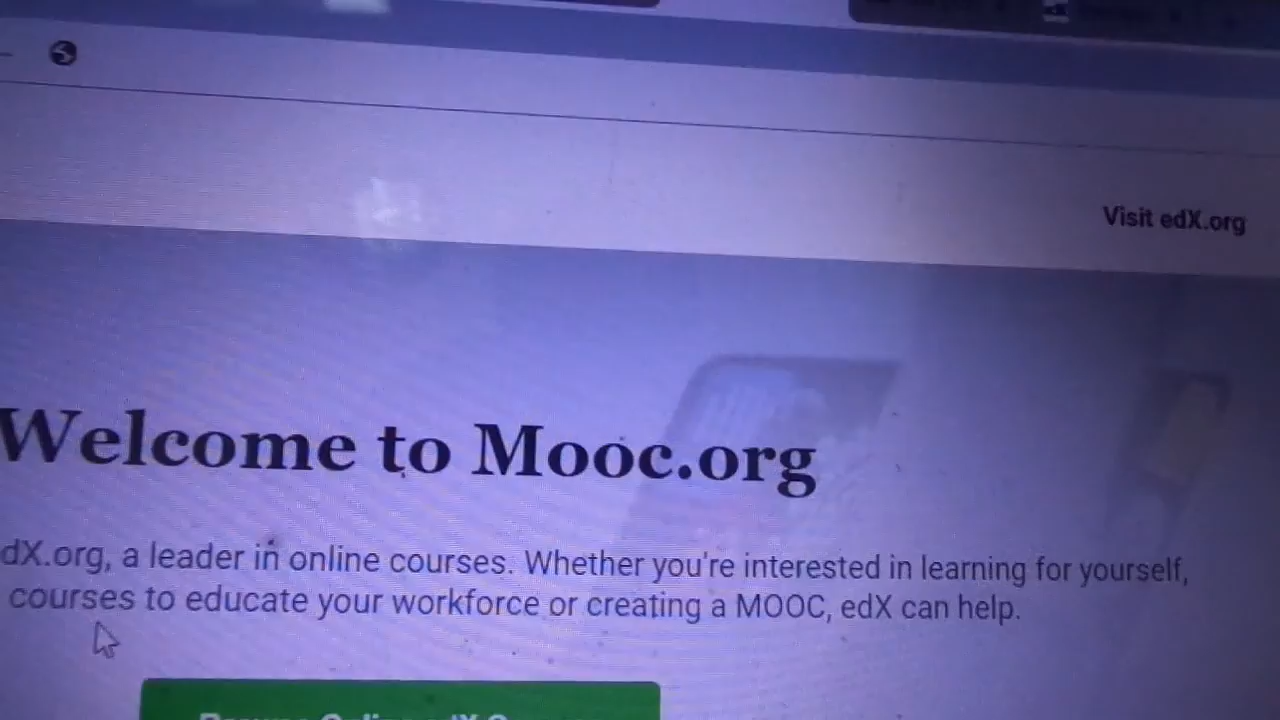 Visit edX.org
Welcome to Mooc.org
dX.org, a leader in online courses. Whether you're interested in learning for yourself,
courses to educate your workforce or creating a MOOC, edX can help.